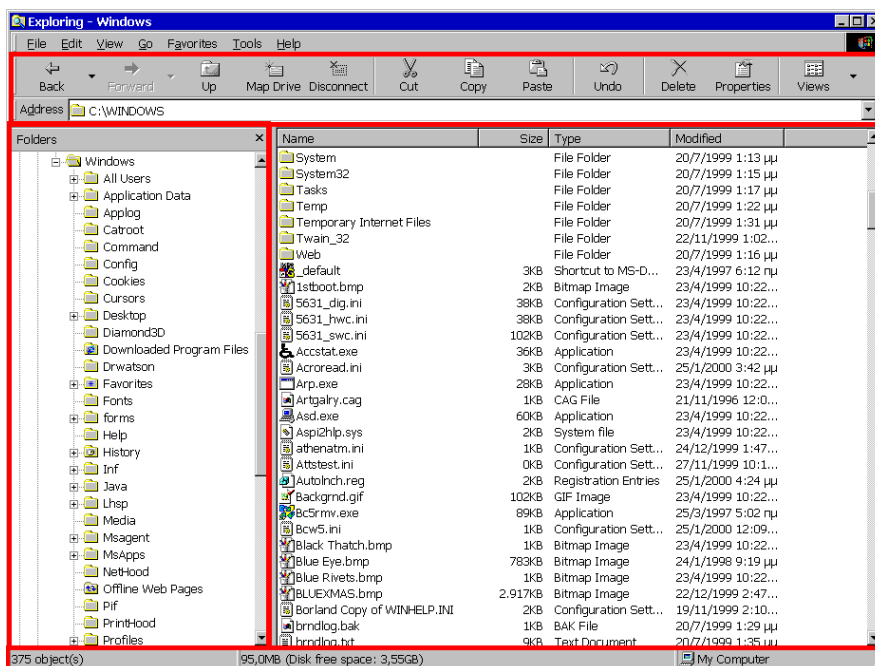 Exploring - Windows
File Edit View Go Favorites Tools Help
Back Forward Up Map Drive Disconnect Cut Copy Paste Undo Delete Properties Views
Address C:\WINDOWS
Folders
Windows
All Users
Application Data
Applog
Catroot
Command
Config
Cookies
Cursors
Desktop
Diamond3D
Downloaded Program Files
Drwatson
Favorites
Fonts
forms
Help
History
Inf
Java
Lhsp
Media
Msagent
MsApps
NetHood
Offline Web Pages
Pif
PrintHood
Profiles
Name Size Type Modified
System File Folder 20/7/1999 1:13 μμ
System32 File Folder 20/7/1999 1:15 μμ
Tasks File Folder 20/7/1999 1:17 μμ
Temp File Folder 20/7/1999 1:22 μμ
Temporary Internet Files File Folder 20/7/1999 1:31 μμ
Twain_32 File Folder 22/11/1999 1:02...
Web File Folder 20/7/1999 1:16 μμ
_default 3KB Shortcut to MS-D... 23/4/1997 6:12 πμ
1stboot.bmp 2KB Bitmap Image 23/4/1999 10:22...
5631_dig.ini 38KB Configuration Sett... 23/4/1999 10:22...
5631_hwc.ini 38KB Configuration Sett... 23/4/1999 10:22...
5631_swc.ini 102KB Configuration Sett... 23/4/1999 10:22...
Accstat.exe 36KB Application 23/4/1999 10:22...
Acroread.ini 3KB Configuration Sett... 25/1/2000 3:42 μμ
Arp.exe 28KB Application 23/4/1999 10:22...
Artgalry.cag 1KB CAG File 21/11/1996 12:0...
Asd.exe 60KB Application 23/4/1999 10:22...
Aspi2hlp.sys 2KB System file 23/4/1999 10:22...
athenatm.ini 1KB Configuration Sett... 24/12/1999 1:47...
Attstest.ini 0KB Configuration Sett... 27/11/1999 10:1...
AutoInch.reg 2KB Registration Entries 25/1/2000 4:24 μμ
Backgrnd.gif 102KB GIF Image 23/4/1999 10:22...
Bc5rmv.exe 89KB Application 25/3/1997 5:02 πμ
Bcw5.ini 1KB Configuration Sett... 25/1/2000 12:09...
Black Thatch.bmp 1KB Bitmap Image 23/4/1999 10:22...
Blue Eye.bmp 783KB Bitmap Image 24/1/1998 9:19 μμ
Blue Rivets.bmp 1KB Bitmap Image 23/4/1999 10:22...
BLUEXMAS.bmp 2.917KB Bitmap Image 22/12/1999 2:47...
Borland Copy of WINHELP.INI 2KB Configuration Sett... 19/11/1999 2:10...
brndlog.bak 1KB BAK File 20/7/1999 1:29 μμ
brndlog.txt 9KB Text Document 20/7/1999 1:35 μμ
375 object(s) 95,0MB (Disk free space: 3,55GB) My Computer